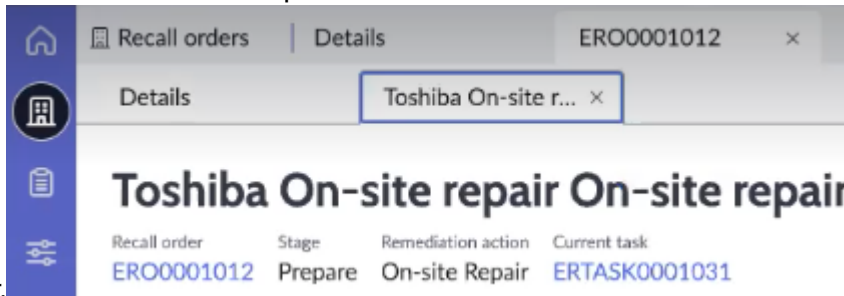 Recall orders | Details ERO0001012 ×
Details Toshiba On-site r... ×
Toshiba On-site repair On-site repair
Recall order Stage Remediation action Current task
ERO0001012 Prepare On-site Repair ERTASK0001031